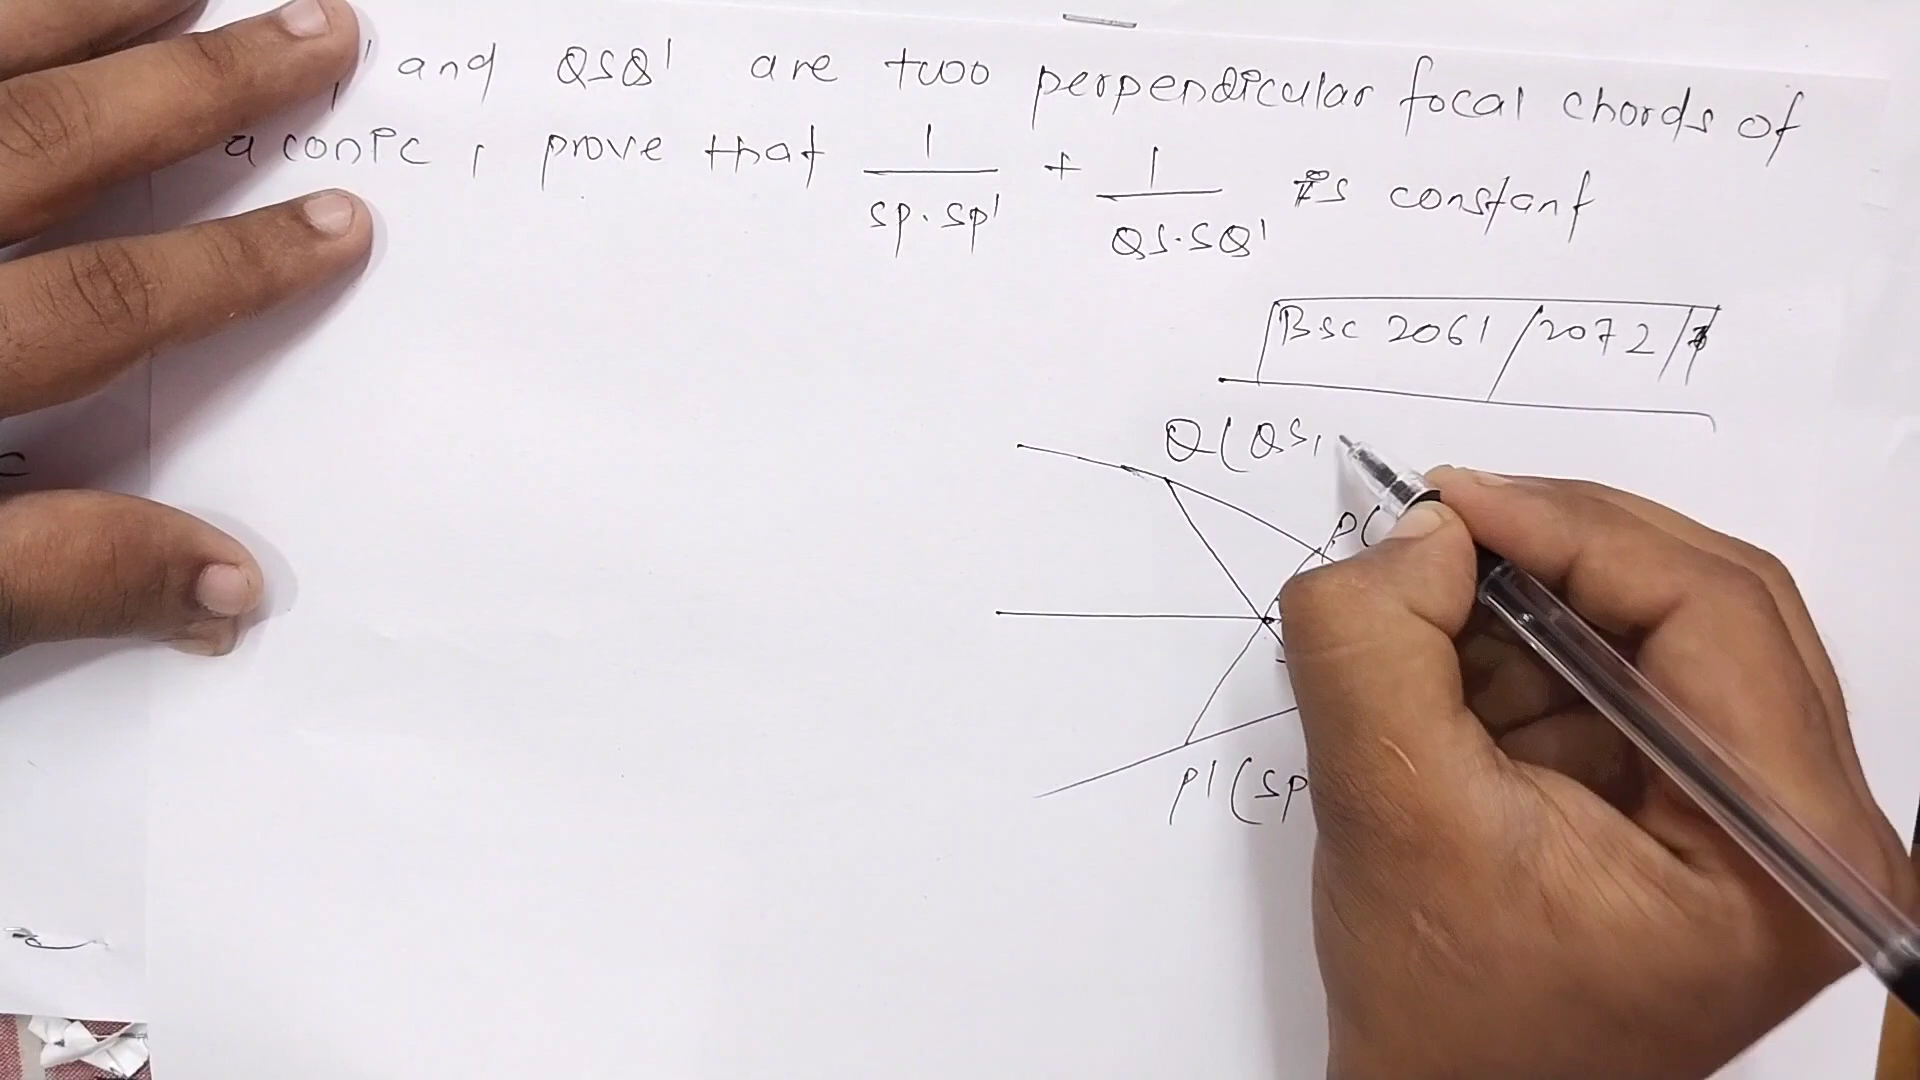 and QSQ' are two perpendicular focal chords of
a conic, prove that 1/SP.SP' + 1/QS.SQ' is constant
BSC 2061/2072/
Q(QS,
P(
P'(SP